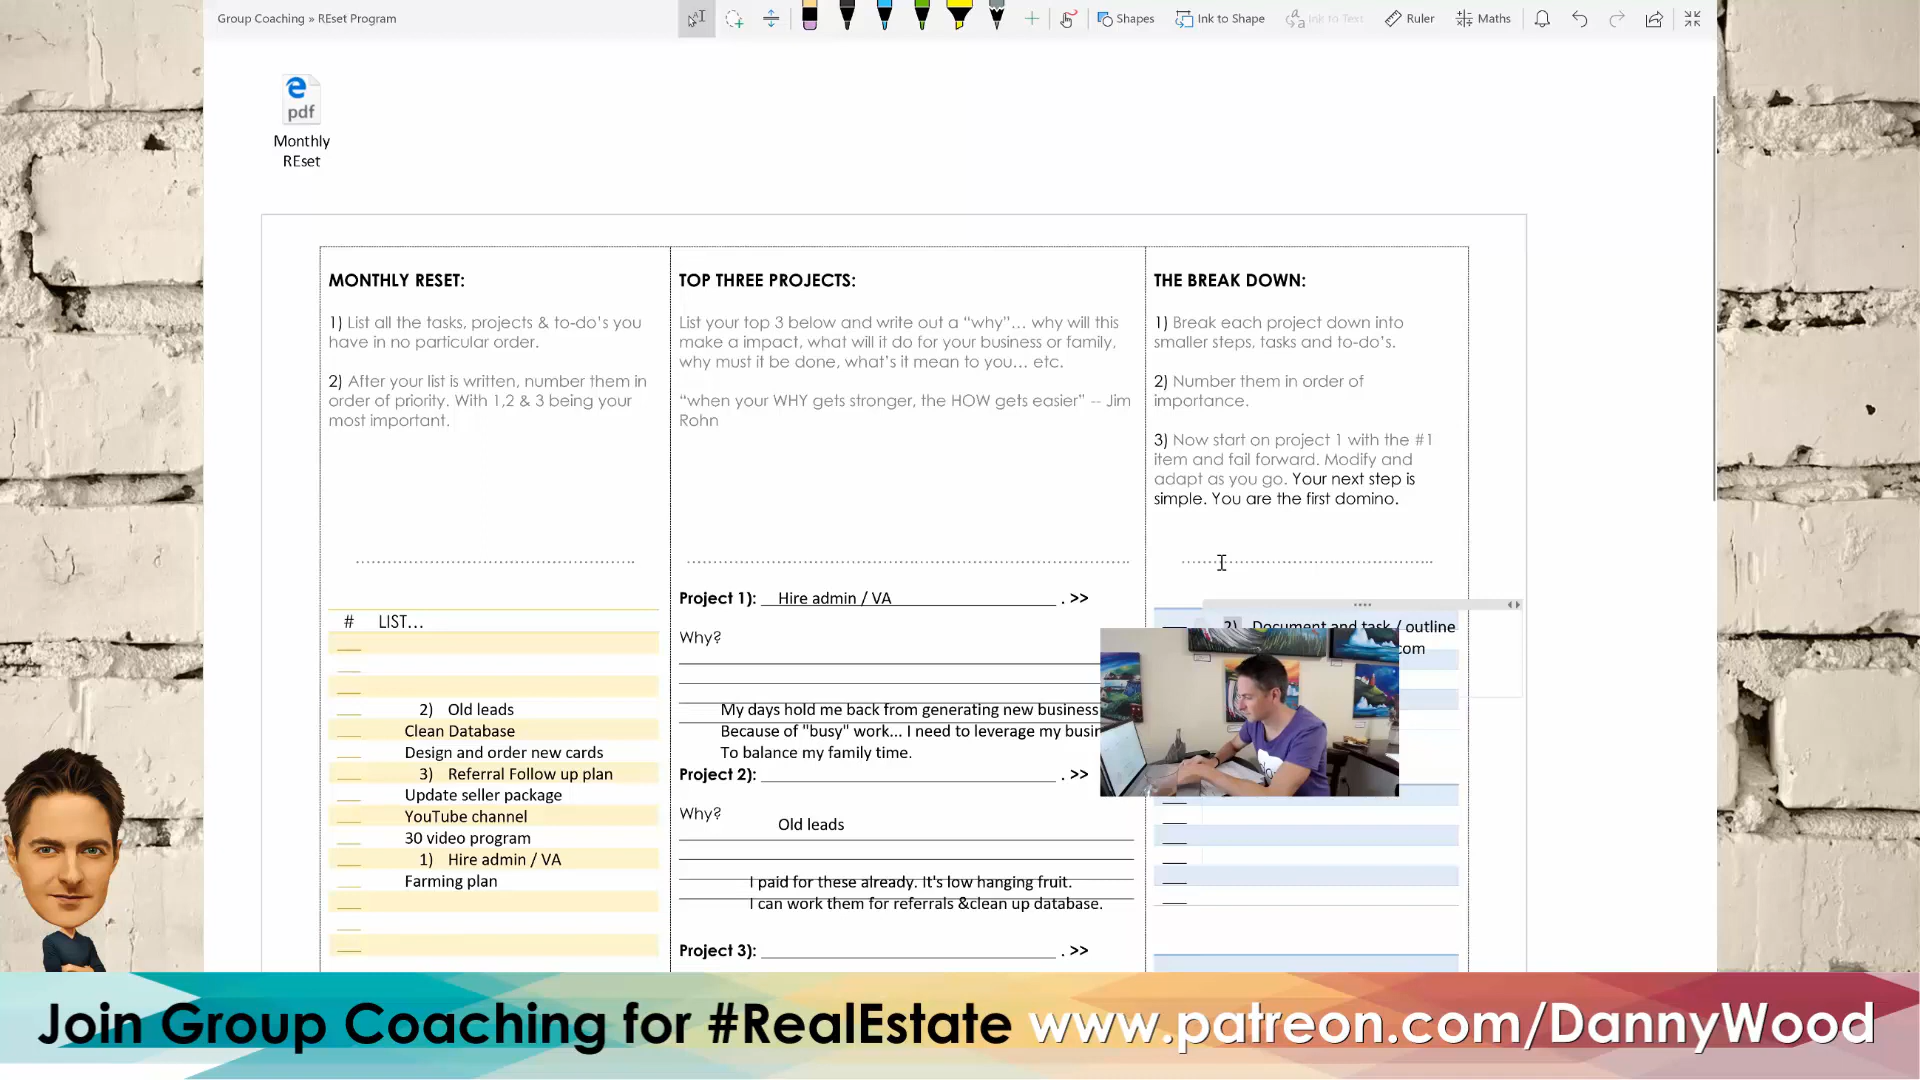 Group Coaching » REset Program
Shapes
Ink to Shape
Ink to Text
Ruler
Maths
pdf
Monthly
REset
MONTHLY RESET:
1) List all the tasks, projects & to-do's you
have in no particular order.
2) After your list is written, number them in
order of priority. With 1,2 & 3 being your
most important.
# LIST...
2) Old leads
Clean Database
Design and order new cards
3) Referral Follow up plan
Update seller package
YouTube channel
30 video program
1) Hire admin / VA
Farming plan
TOP THREE PROJECTS:
List your top 3 below and write out a “why”... why will this
make a impact, what will it do for your business or family,
why must it be done, what's it mean to you... etc.
“when your WHY gets stronger, the HOW gets easier” -- Jim
Rohn
Project 1): Hire admin / VA . >>
Why?
My days hold me back from generating new business
Because of "busy" work... I need to leverage my
To balance my family time.
Project 2): . >>
Why?
Old leads
I paid for these already. It's low hanging fruit.
I can work them for referrals &clean up database.
Project 3): . >>
THE BREAK DOWN:
1) Break each project down into
smaller steps, tasks and to-do's.
2) Number them in order of
importance.
3) Now start on project 1 with the #1
item and fail forward. Modify and
adapt as you go. Your next step is
simple. You are the first domino.
2) Document and task / outline
com
Join Group Coaching for #RealEstate www.patreon.com/DannyWood